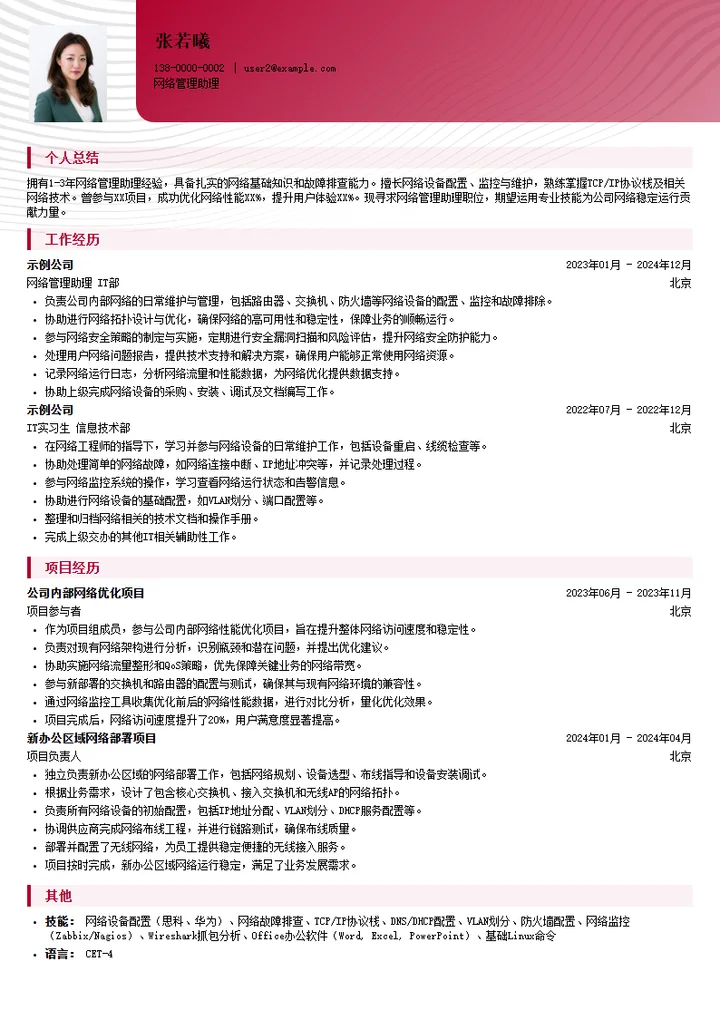 张若曦
138-0000-0002 | user2@example.com
网络管理助理
个人总结
拥有1-3年网络管理助理经验，具备扎实的网络基础知识和故障排查能力。擅长网络设备配置、监控与维护，熟练掌握TCP/IP协议栈及相关
网络技术。曾参与XX项目，成功优化网络性能XX%，提升用户体验XX%。现寻求网络管理助理职位，期望运用专业技能为公司网络稳定运行贡
献力量。
工作经历
示例公司 2023年01月 - 2024年12月
网络管理助理 IT部 北京
• 负责公司内部网络的日常维护与管理，包括路由器、交换机、防火墙等网络设备的配置、监控和故障排除。
• 协助进行网络拓扑设计与优化，确保网络的高可用性和稳定性，保障业务的顺畅运行。
• 参与网络安全策略的制定与实施，定期进行安全漏洞扫描和风险评估，提升网络安全防护能力。
• 处理用户网络问题报告，提供技术支持和解决方案，确保用户能够正常使用网络资源。
• 记录网络运行日志，分析网络流量和性能数据，为网络优化提供数据支持。
• 协助上级完成网络设备的采购、安装、调试及文档编写工作。
示例公司 2022年07月 - 2022年12月
IT实习生 信息技术部 北京
• 在网络工程师的指导下，学习并参与网络设备的日常维护工作，包括设备重启、线缆检查等。
• 协助处理简单的网络故障，如网络连接中断、IP地址冲突等，并记录处理过程。
• 参与网络监控系统的操作，学习查看网络运行状态和告警信息。
• 协助进行网络设备的基础配置，如VLAN划分、端口配置等。
• 整理和归档网络相关的技术文档和操作手册。
• 完成上级交办的其他IT相关辅助性工作。
项目经历
公司内部网络优化项目 2023年06月 - 2023年11月
项目参与者 北京
• 作为项目组成员，参与公司内部网络性能优化项目，旨在提升整体网络访问速度和稳定性。
• 负责对现有网络架构进行分析，识别瓶颈和潜在问题，并提出优化建议。
• 协助实施网络流量整形和QoS策略，优先保障关键业务的网络带宽。
• 参与新部署的交换机和路由器的配置与测试，确保其与现有网络环境的兼容性。
• 通过网络监控工具收集优化前后的网络性能数据，进行对比分析，量化优化效果。
• 项目完成后，网络访问速度提升了20%，用户满意度显著提高。
新办公区域网络部署项目 2024年01月 - 2024年04月
项目负责人 北京
• 独立负责新办公区域的网络部署工作，包括网络规划、设备选型、布线指导和设备安装调试。
• 根据业务需求，设计了包含核心交换机、接入交换机和无线AP的网络拓扑。
• 负责所有网络设备的初始配置，包括IP地址分配、VLAN划分、DHCP服务配置等。
• 协调供应商完成网络布线工程，并进行链路测试，确保布线质量。
• 部署并配置了无线网络，为员工提供稳定便捷的无线接入服务。
• 项目按时完成，新办公区域网络运行稳定，满足了业务发展需求。
其他
• 技能： 网络设备配置（思科、华为）、网络故障排查、TCP/IP协议栈、DNS/DHCP配置、VLAN划分、防火墙配置、网络监控
（Zabbix/Nagios）、Wireshark抓包分析、Office办公软件（Word, Excel, PowerPoint）、基础Linux命令
• 语言： CET-4